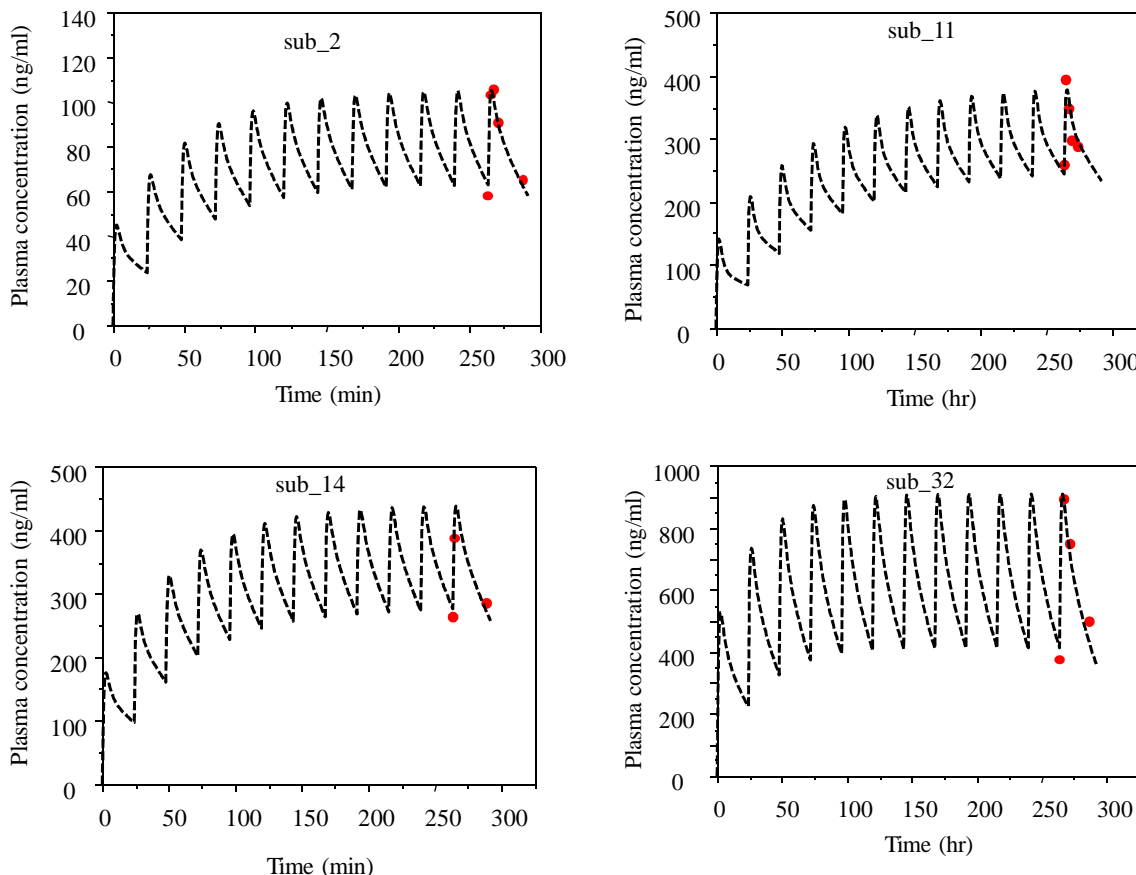 sub_2
Plasma concentration (ng/ml)
140
120
100
80
60
40
20
0
0 50 100 150 200 250 300
Time (min)
sub_11
Plasma concentration (ng/ml)
500
400
300
200
100
0
0 50 100 150 200 250 300
Time (hr)
sub_14
Plasma concentration (ng/ml)
500
400
300
200
100
0
0 50 100 150 200 250 300
Time (min)
sub_32
Plasma concentration (ng/ml)
1000
800
600
400
200
0
0 50 100 150 200 250 300
Time (hr)